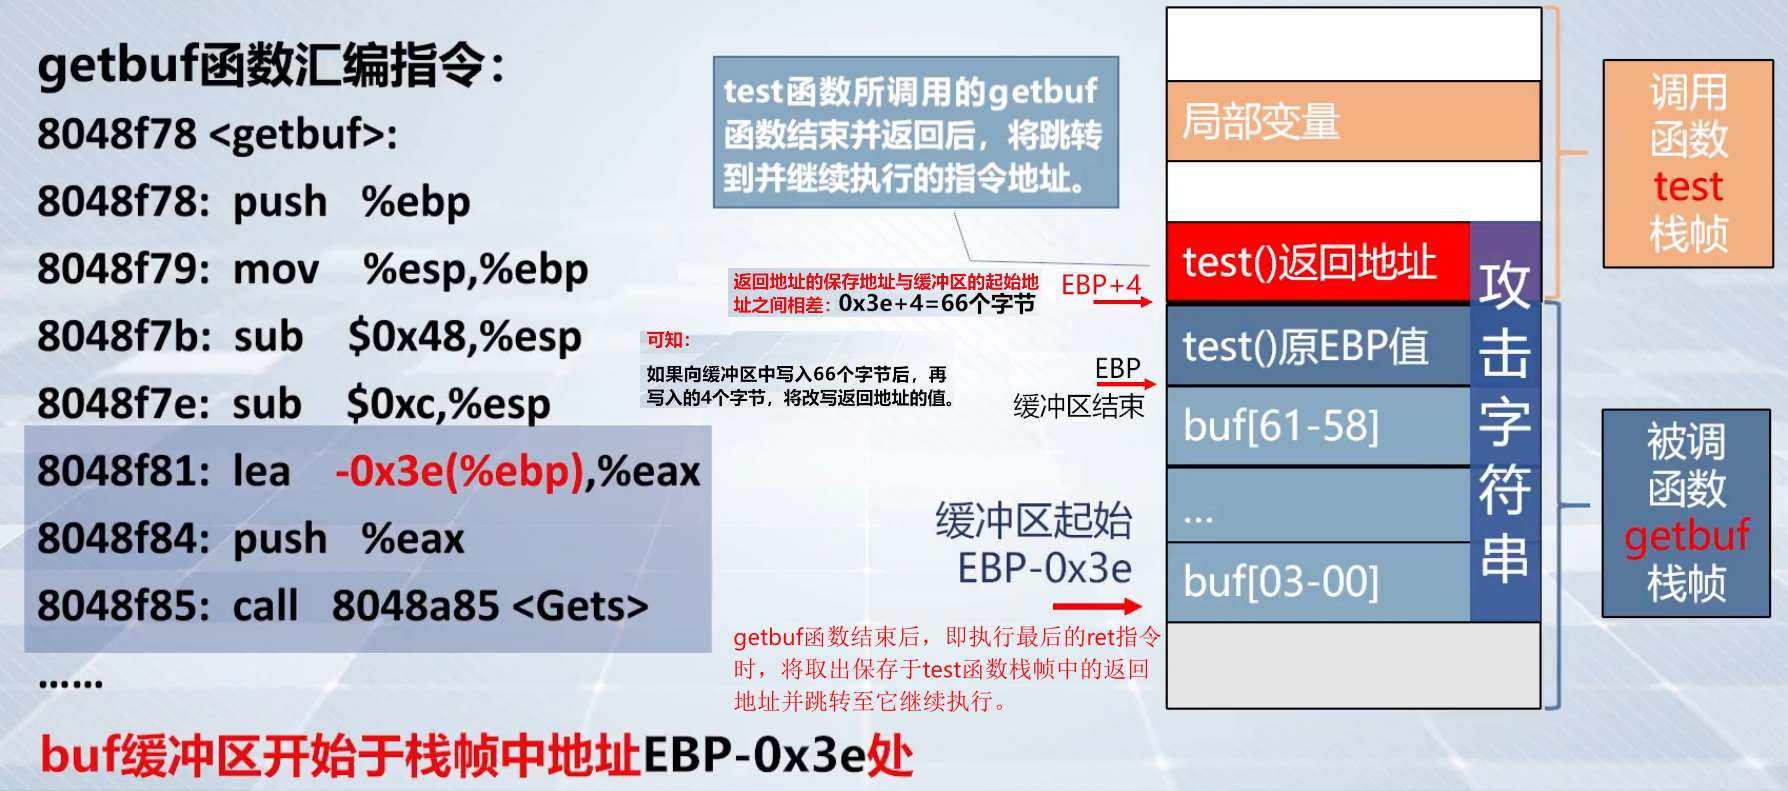 getbuf函数汇编指令：
8048f78 <getbuf>:
8048f78: push %ebp
8048f79: mov %esp,%ebp
8048f7b: sub $0x48,%esp
8048f7e: sub $0xc,%esp
8048f81: lea -0x3e(%ebp),%eax
8048f84: push %eax
8048f85: call 8048a85 <Gets>
......
buf缓冲区开始于栈帧中地址EBP-0x3e处
test函数所调用的getbuf
函数结束并返回后，将跳转
到并继续执行的指令地址。
返回地址的保存地址与缓冲区的起始地
址之间相差：0x3e+4=66个字节
可知：
如果向缓冲区中写入66个字节后，再
写入的4个字节，将改写返回地址的值。
EBP+4
EBP
缓冲区结束
缓冲区起始
EBP-0x3e
getbuf函数结束后，即执行最后的ret指令
时，将取出保存于test函数栈帧中的返回
地址并跳转至它继续执行。
局部变量
test()返回地址
test()原EBP值
buf[61-58]
...
buf[03-00]
攻
击
字
符
串
调用
函数
test
栈帧
被调
函数
getbuf
栈帧